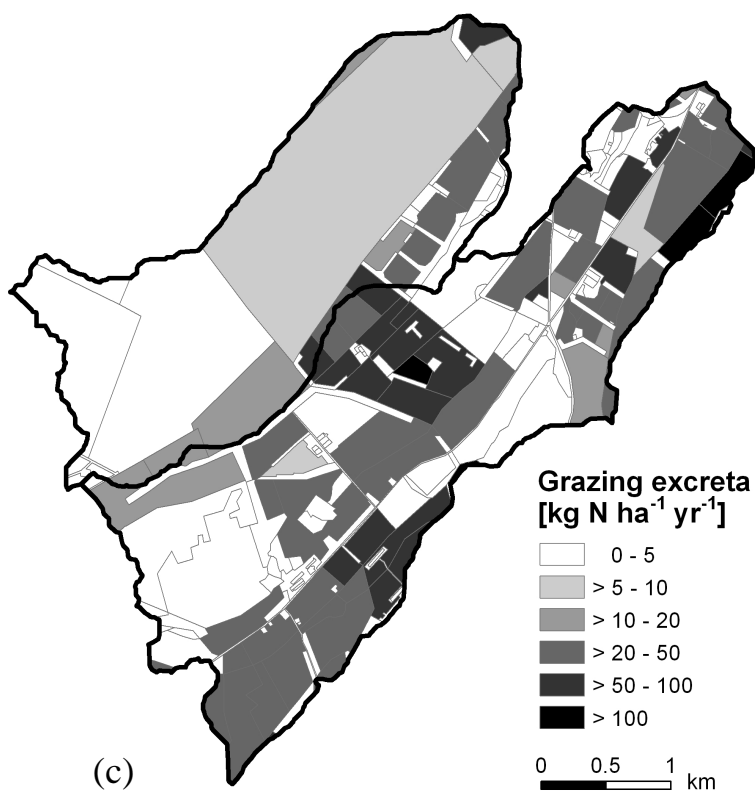 Grazing excreta
[kg N ha⁻¹ yr⁻¹]
0 - 5
> 5 - 10
> 10 - 20
> 20 - 50
> 50 - 100
> 100
(c)
0 0.5 1
km